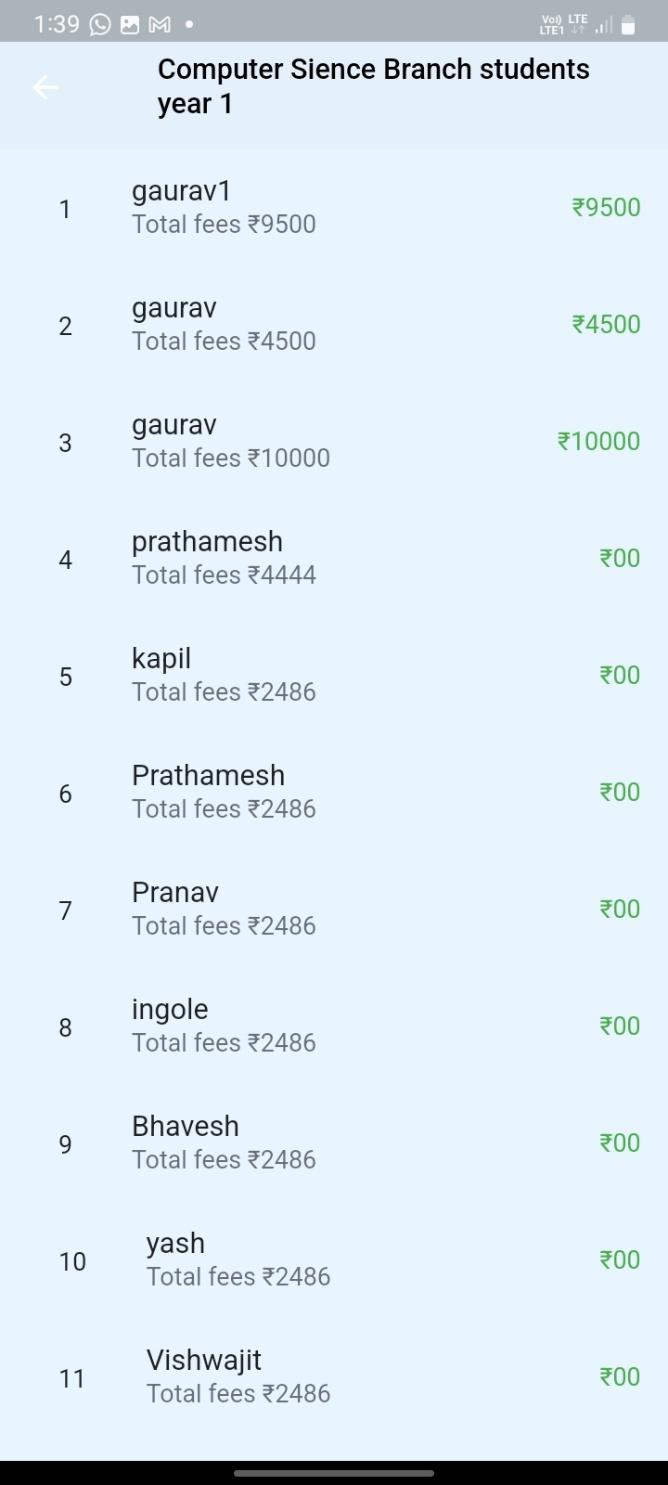 1:39
Vo) LTE
LTE1
Computer Sience Branch students
year 1
1
gaurav1
Total fees ₹9500
₹9500
2
gaurav
Total fees ₹4500
₹4500
3
gaurav
Total fees ₹10000
₹10000
4
prathamesh
Total fees ₹4444
₹00
5
kapil
Total fees ₹2486
₹00
6
Prathamesh
Total fees ₹2486
₹00
7
Pranav
Total fees ₹2486
₹00
8
ingole
Total fees ₹2486
₹00
9
Bhavesh
Total fees ₹2486
₹00
10
yash
Total fees ₹2486
₹00
11
Vishwajit
Total fees ₹2486
₹00